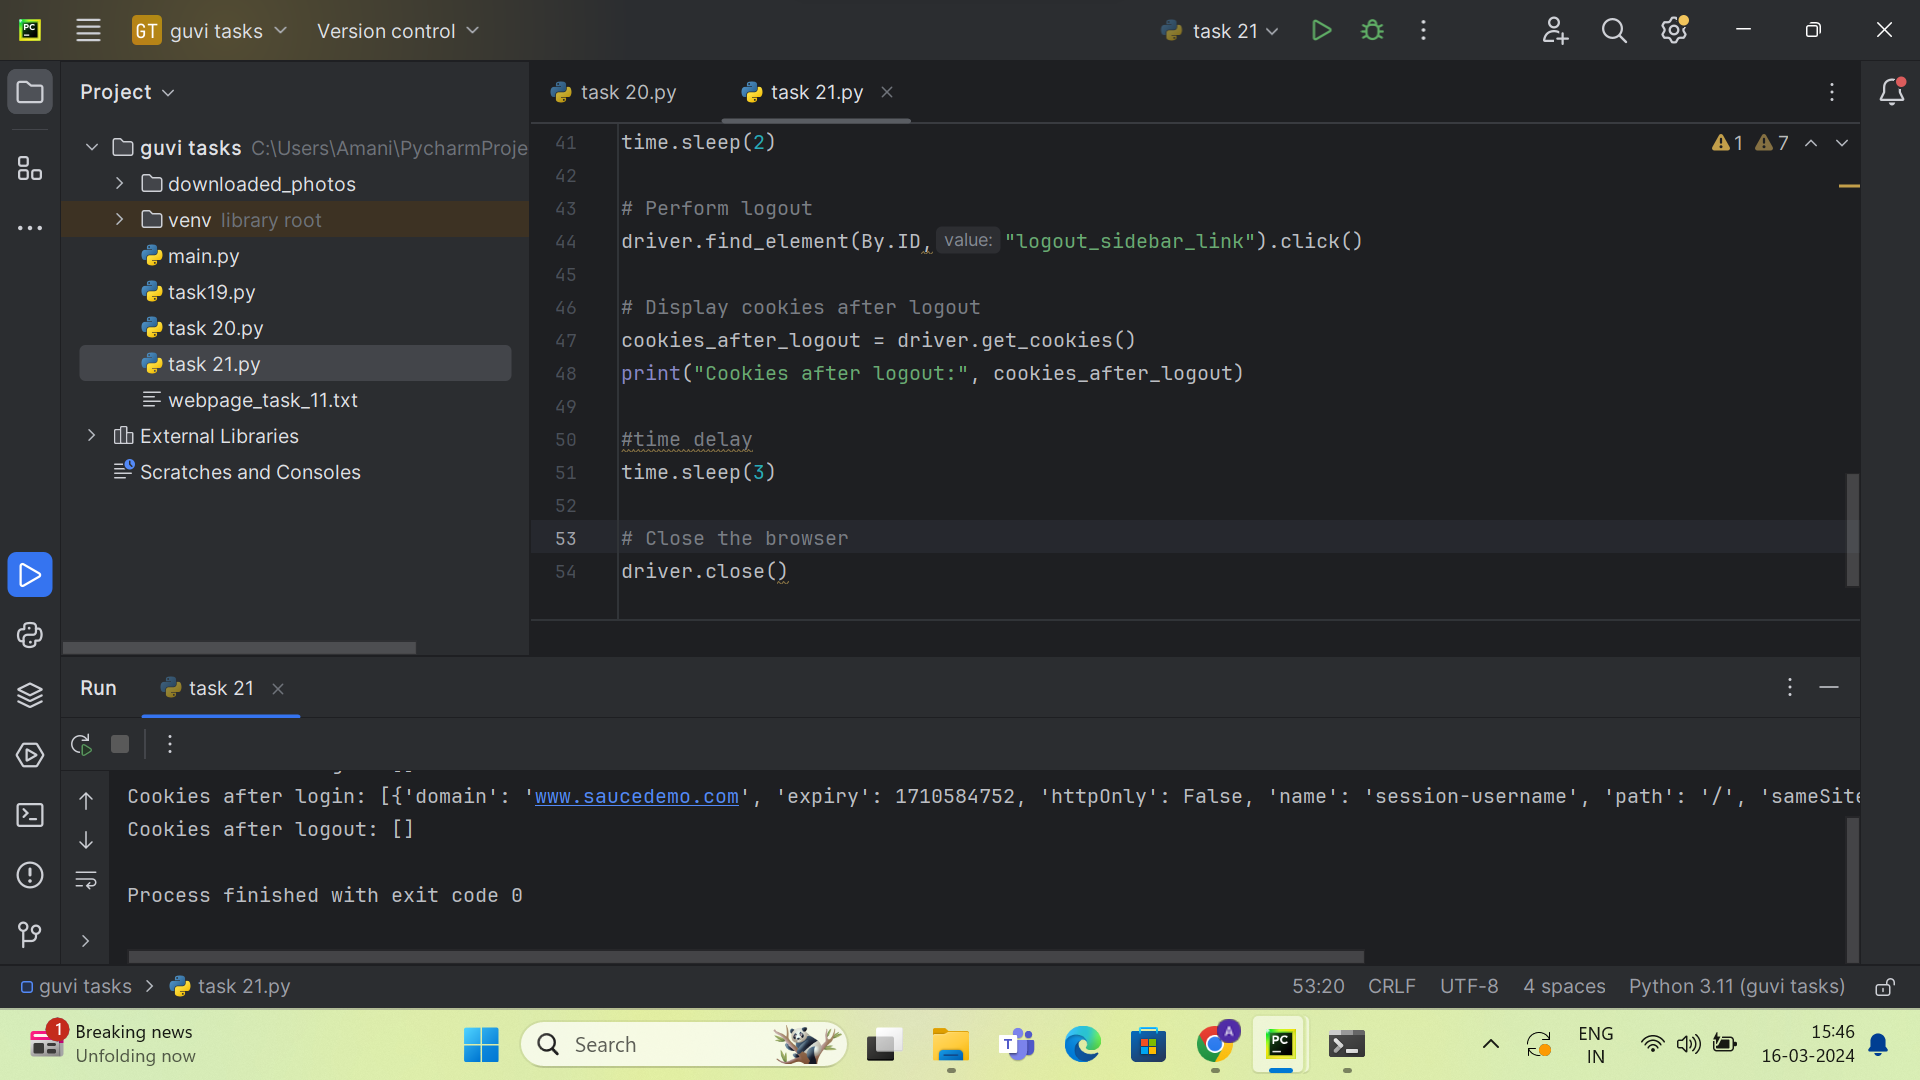 PC
GT guvi tasks Version control task 21
Project
task 20.py task 21.py
guvi tasks C:\Users\Amani\PycharmProje
downloaded_photos
venv library root
main.py
task19.py
task 20.py
task 21.py
webpage_task_11.txt
External Libraries
Scratches and Consoles
1 7
41 time.sleep(2)
42
43 # Perform logout
44 driver.find_element(By.ID, value: "logout_sidebar_link").click()
45
46 # Display cookies after logout
47 cookies_after_logout = driver.get_cookies()
48 print("Cookies after logout:", cookies_after_logout)
49
50 #time delay
51 time.sleep(3)
52
53 # Close the browser
54 driver.close()
Run task 21
Cookies after login: [{'domain': 'www.saucedemo.com', 'expiry': 1710584752, 'httpOnly': False, 'name': 'session-username', 'path': '/', 'sameSite
Cookies after logout: []
Process finished with exit code 0
guvi tasks > task 21.py 53:20 CRLF UTF-8 4 spaces Python 3.11 (guvi tasks)
1 Breaking news
Unfolding now
Search
T
A
PC
ENG
IN
15:46
16-03-2024